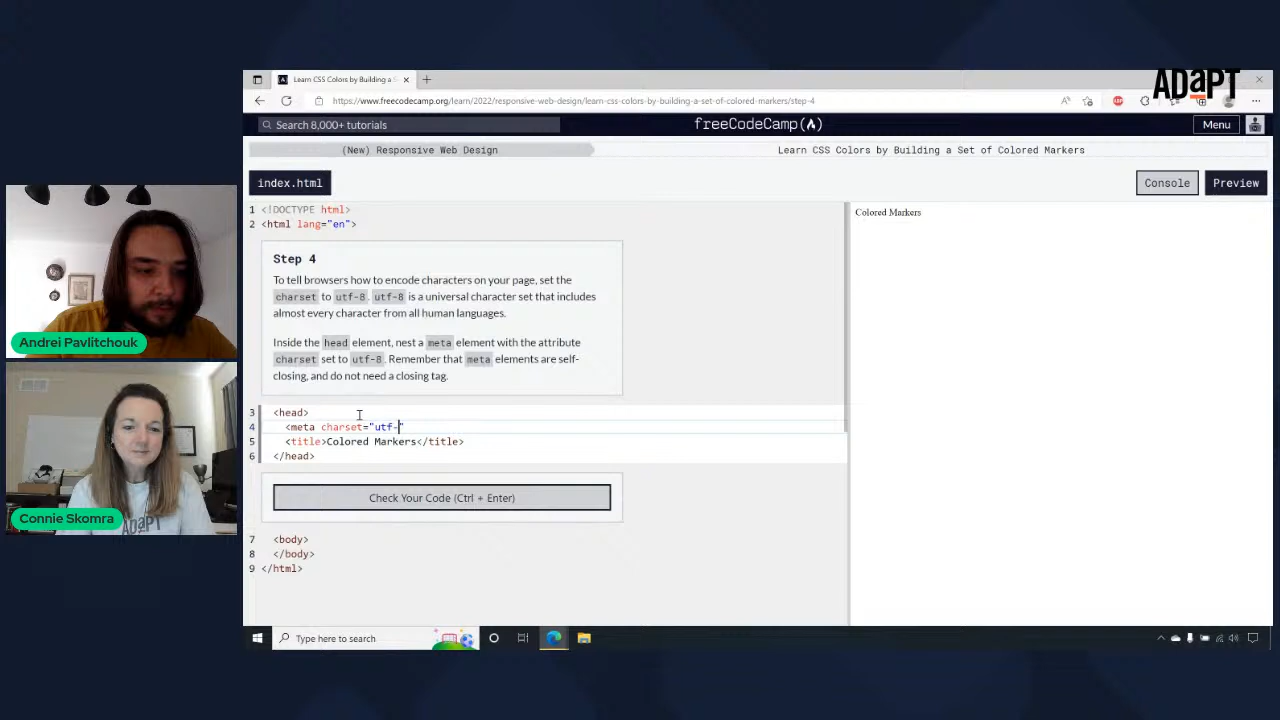 Learn CSS Colors by Building a S
https://www.freecodecamp.org/learn/2022/responsive-web-design/learn-css-colors-by-building-a-set-of-colored-markers/step-4
ADAPT
Search 8,000+ tutorials
freeCodeCamp
Menu
(New) Responsive Web Design
Learn CSS Colors by Building a Set of Colored Markers
index.html
Console
Preview
1 <!DOCTYPE html>
2 <html lang="en">
Step 4
To tell browsers how to encode characters on your page, set the
charset to utf-8. utf-8 is a universal character set that includes
almost every character from all human languages.
Inside the head element, nest a meta element with the attribute
charset set to utf-8. Remember that meta elements are self-
closing, and do not need a closing tag.
3 <head>
4 <meta charset="utf-"
5 <title>Colored Markers</title>
6 </head>
Check Your Code (Ctrl + Enter)
7 <body>
8 </body>
9 </html>
Colored Markers
Andrei Pavlitchouk
ADAPT
Connie Skomra
Type here to search